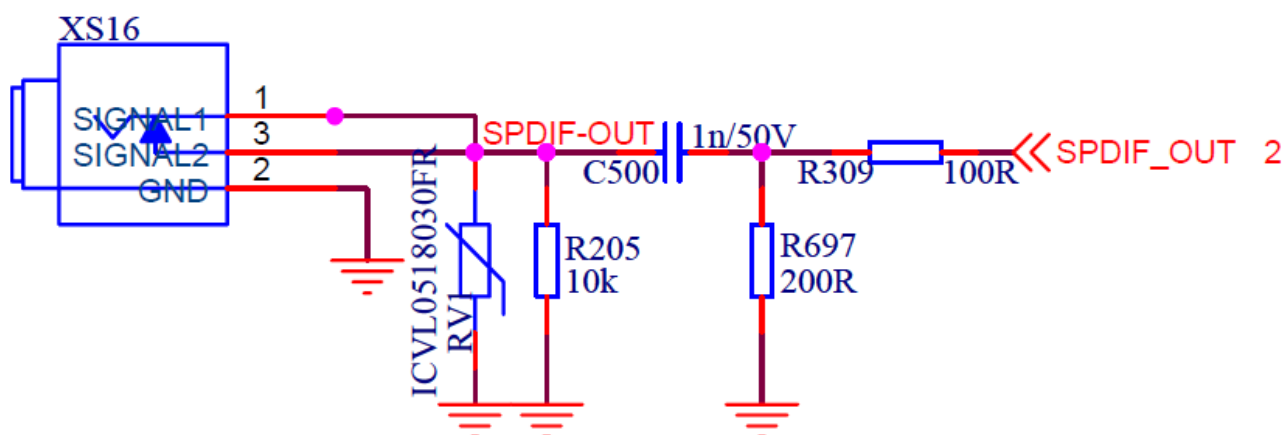 XS16
SIGNAL1
1
SIGNAL2
3
GND
2
SPDIF-OUT
C500
1n/50V
R309
100R
SPDIF_OUT 2
ICVL0518030FR
RV1
R205
10k
R697
200R